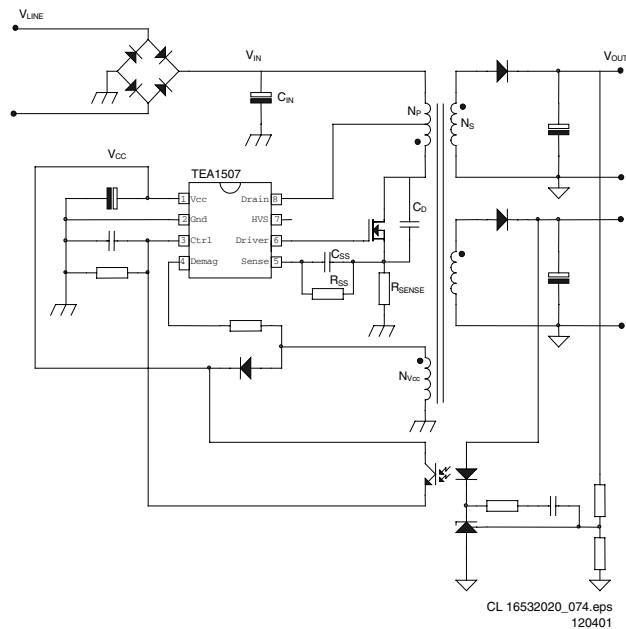 VLINE
VIN
VOUT
CIN
NP
NS
VCC
TEA1507
1 Vcc Drain 8
2 Gnd HVS 7
3 Ctrl Driver 6
4 Demag Sense 5
CD
CSS
RSS
RSENSE
NVcc
CL 16532020_074.eps
120401